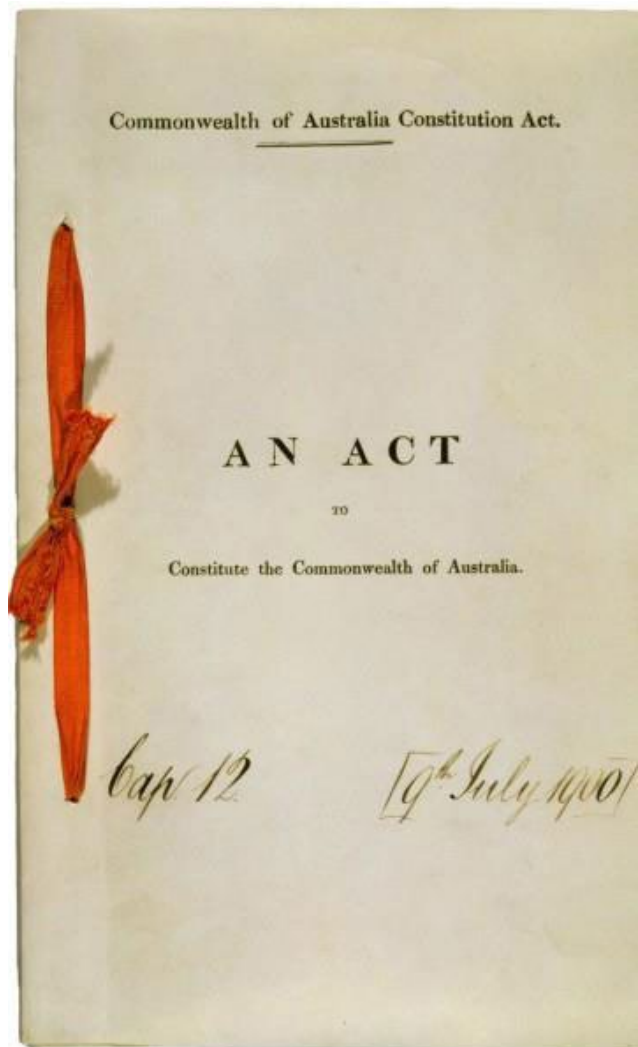 Commonwealth of Australia Constitution Act.
AN ACT
TO
Constitute the Commonwealth of Australia.
Cap. 12. [9th July 1900]